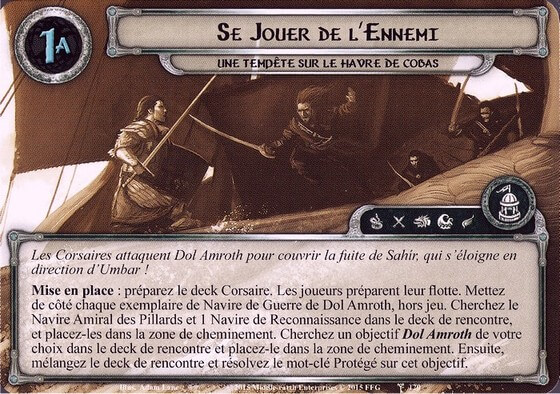 1A
Se Jouer de l'Ennemi
Une Tempête sur le Havre de Cobas
Les Corsaires attaquent Dol Amroth pour couvrir la fuite de Sahír, qui s'éloigne en
direction d'Umbar !
Mise en place : préparez le deck Corsaire. Les joueurs préparent leur flotte. Mettez
de côté chaque exemplaire de Navire de Guerre de Dol Amroth, hors jeu. Cherchez le
Navire Amiral des Pillards et 1 Navire de Reconnaissance dans le deck de rencontre,
et placez-les dans la zone de cheminement. Cherchez un objectif Dol Amroth de votre
choix dans le deck de rencontre et placez-le dans la zone de cheminement. Ensuite,
mélangez le deck de rencontre et résolvez le mot-clé Protégé sur cet objectif.
Illus. Adam Lane © 2015 Middle-earth Enterprises © 2015 FFG